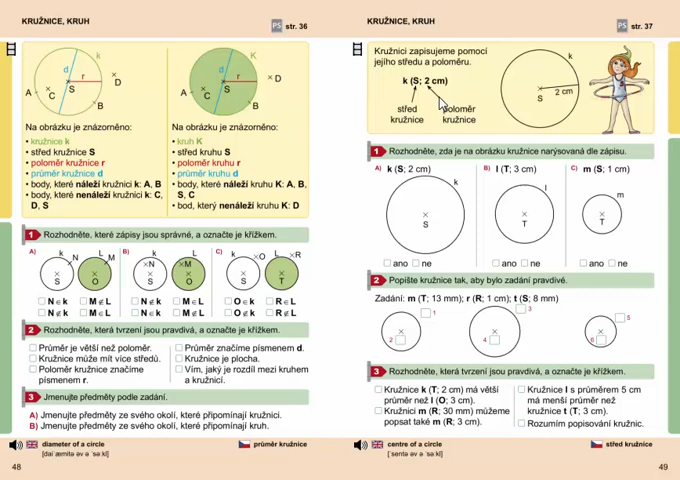 KRUŽNICE, KRUH
PS str. 36
k
d
r
S
A
B
C
D
K
d
r
S
A
B
C
D
Na obrázku je znázorněno:
• kružnice k
• střed kružnice S
• poloměr kružnice r
• průměr kružnice d
• body, které náleží kružnici k: A, B
• body, které nenáleží kružnici k: C,
D, S
Na obrázku je znázorněno:
• kruh K
• střed kruhu S
• poloměr kruhu r
• průměr kruhu d
• body, které náleží kruhu K: A, B,
S, C
• bod, který nenáleží kruhu K: D
1 Rozhodněte, které zápisy jsou správné, a označte je křížkem.
A) k N L M
S O
B) k N L M
S O
C) k O L R
S T
N ∈ k M ∉ L
N ∉ k M ∈ L
N ∉ k M ∈ L
N ∈ k M ∉ L
O ∈ k R ∈ L
O ∉ k R ∉ L
2 Rozhodněte, která tvrzení jsou pravdivá, a označte je křížkem.
Průměr je větší než poloměr.
Kružnice může mít více středů.
Poloměr kružnice značíme
písmenem r.
Průměr značíme písmenem d.
Kružnice je plocha.
Vím, jaký je rozdíl mezi kruhem
a kružnicí.
3 Jmenujte předměty podle zadání.
A) Jmenujte předměty ze svého okolí, které připomínají kružnici.
B) Jmenujte předměty ze svého okolí, které připomínají kruh.
diameter of a circle
průměr kružnice
48
KRUŽNICE, KRUH
PS str. 37
Kružnici zapisujeme pomocí
jejího středu a poloměru.
k (S; 2 cm)
střed
kružnice
poloměr
kružnice
k
S
2 cm
1 Rozhodněte, zda je na obrázku kružnice narýsovaná dle zápisu.
A) k (S; 2 cm)
k
S
ano ne
B) l (T; 3 cm)
l
T
ano ne
C) m (S; 1 cm)
m
T
ano ne
2 Popište kružnice tak, aby bylo zadání pravdivé.
Zadání: m (T; 13 mm); r (R; 1 cm); t (S; 8 mm)
1
2
3
4
5
6
3 Rozhodněte, která tvrzení jsou pravdivá, a označte je křížkem.
Kružnice k (T; 2 cm) má větší
průměr než l (O; 3 cm).
Kružnici m (R; 30 mm) můžeme
popsat také m (R; 3 cm).
Kružnice l s průměrem 5 cm
má menší průměr než
kružnice t (T; 3 cm).
Rozumím popisování kružnic.
centre of a circle
střed kružnice
49